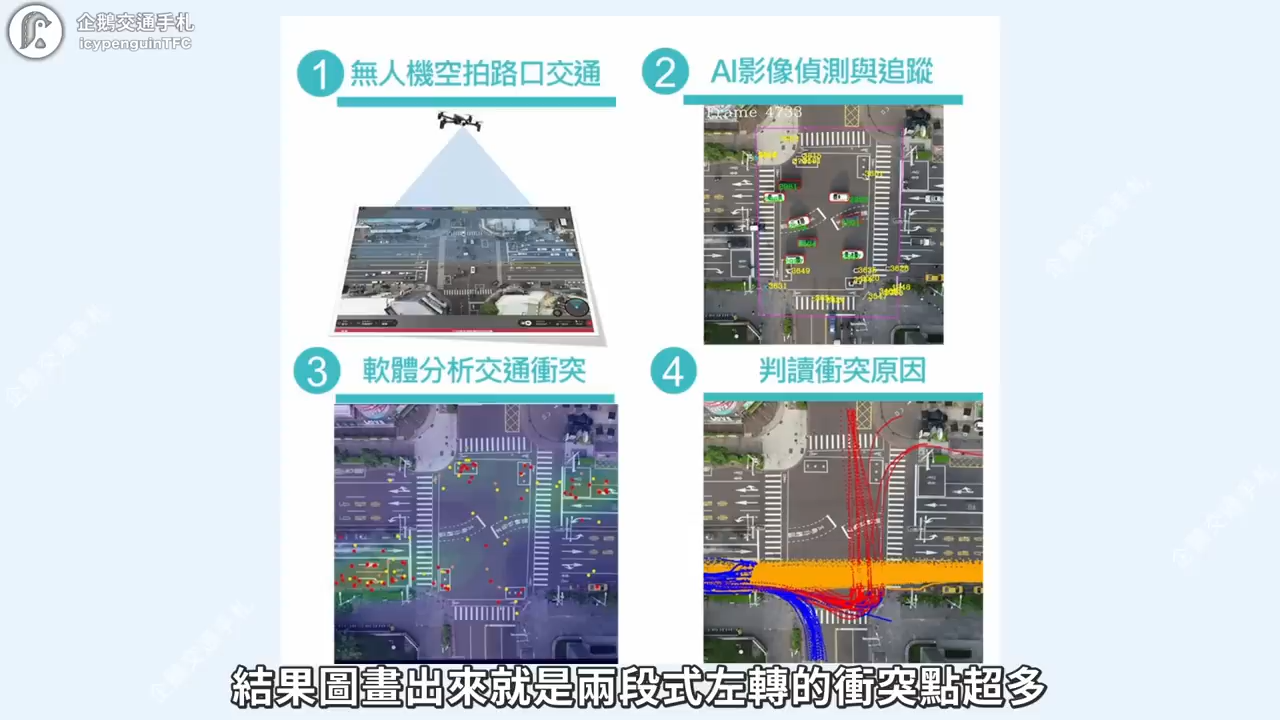 企鵝交通手札
icypenguinTFC
1 無人機空拍路口交通
2 AI影像偵測與追蹤
Frame 4733
3 軟體分析交通衝突
4 判讀衝突原因
結果圖畫出來就是兩段式左轉的衝突點超多